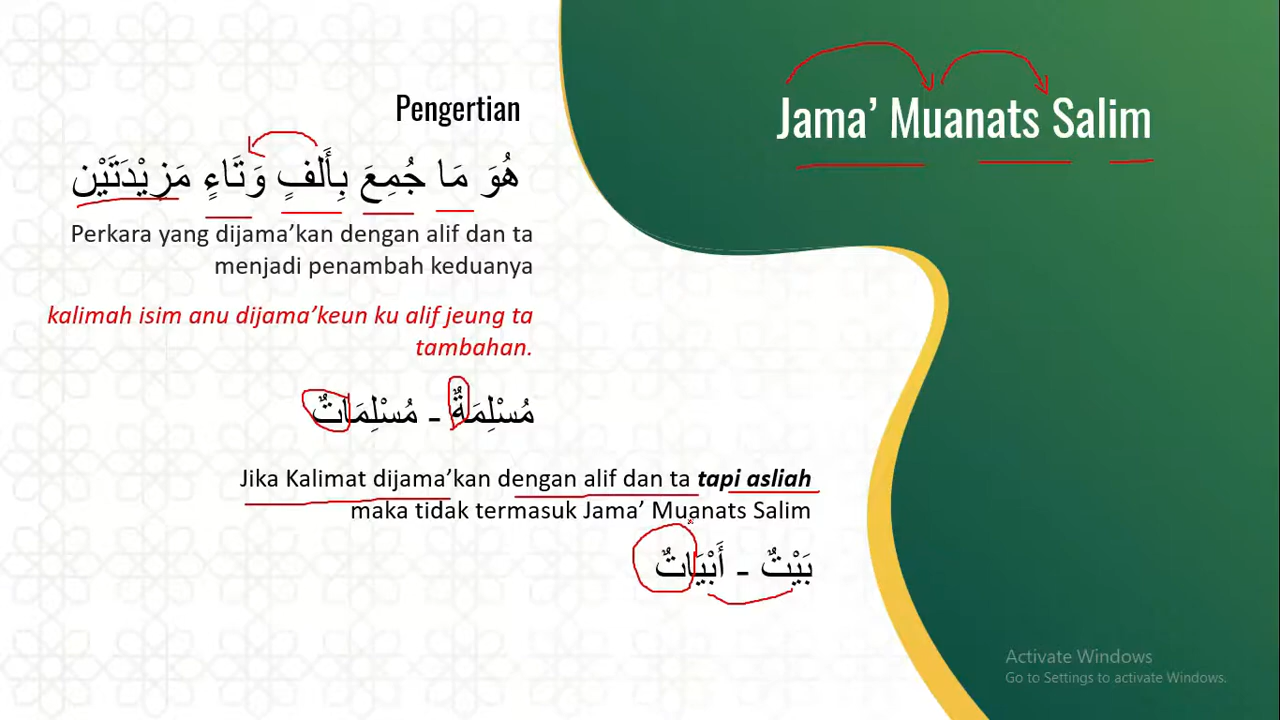 Jama’ Muanats Salim
Pengertian
هُوَ مَا جُمِعَ بِأَلفٍ وَتَاءٍ مَزِيْدَتَيْن
Perkara yang dijama’kan dengan alif dan ta
menjadi penambah keduanya
kalimah isim anu dijama’keun ku alif jeung ta
tambahan.
مُسْلِمَةٌ - مُسْلِمَاتٌ
Jika Kalimat dijama’kan dengan alif dan ta tapi asliah
maka tidak termasuk Jama’ Muanats Salim
بَيْتٌ - أَبْيَاتٌ
Activate Windows
Go to Settings to activate Windows.